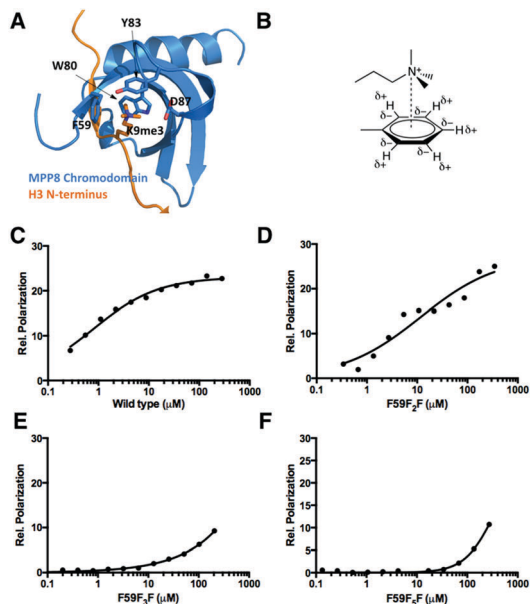 A
Y83
W80
D87
F59
K9me3
MPP8 Chromodomain
H3 N-terminus
B
N+
δ+
δ+
H
H
δ−
δ−
δ−
H
δ+
δ−
δ−
H
H
δ+
δ+
C
Rel. Polarization
30
20
10
0
0.1
1
10
100
1000
Wild type (μM)
D
Rel. Polarization
30
20
10
0
0.1
1
10
100
1000
F59F₂F (μM)
E
Rel. Polarization
30
20
10
0
0.1
1
10
100
1000
F59F₃F (μM)
F
Rel. Polarization
30
20
10
0
0.1
1
10
100
1000
F59F₅F (μM)